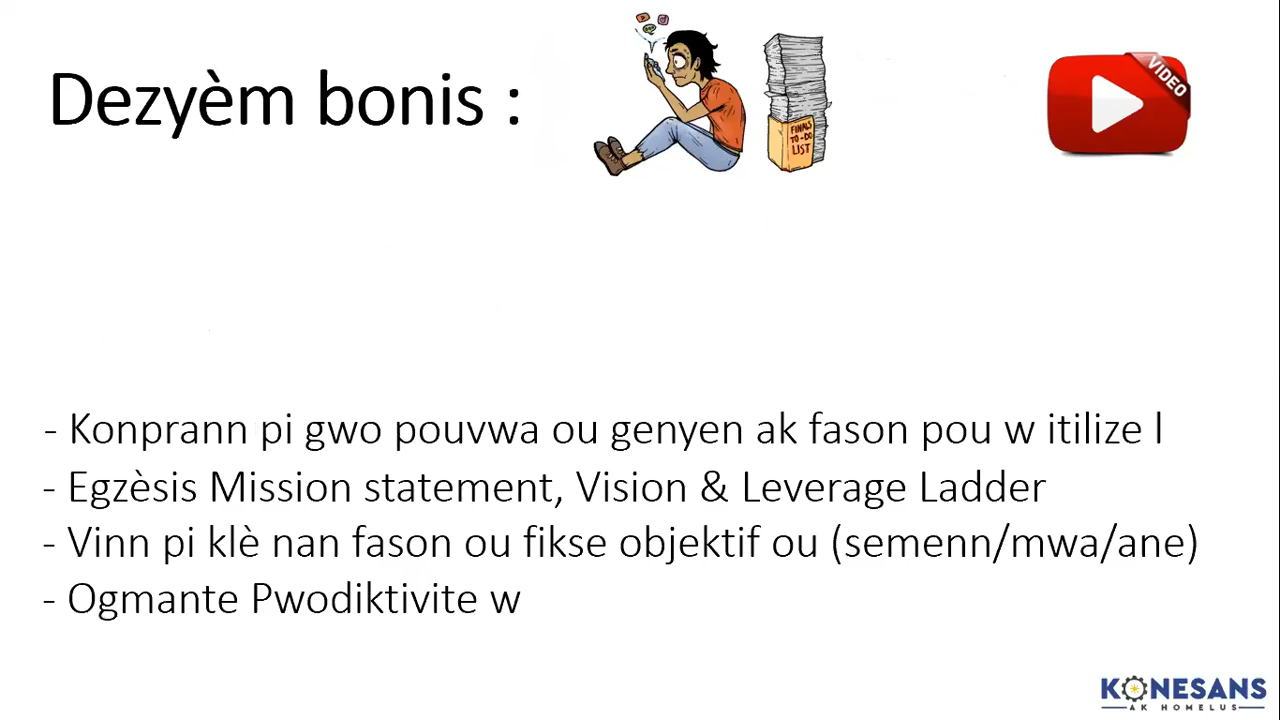 Dezyèm bonis :
VIDEO
FINALS
TO-DO
LIST
- Konprann pi gwo pouvwa ou genyen ak fason pou w itilize l
- Egzèsis Mission statement, Vision & Leverage Ladder
- Vinn pi klè nan fason ou fikse objektif ou (semenn/mwa/ane)
- Ogmante Pwodiktivite w
KONESANS
AK HOMELUS